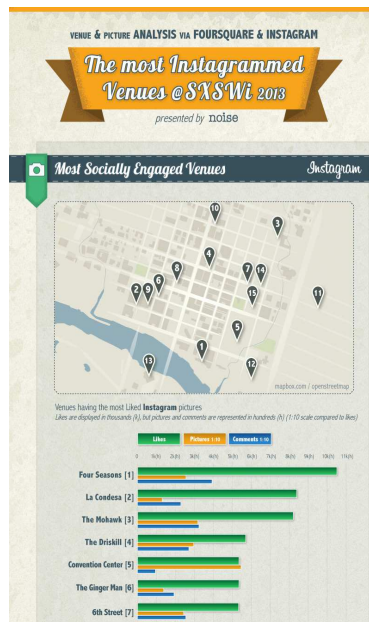 VENUE & PICTURE ANALYSIS VIA FOURSQUARE & INSTAGRAM
The most Instagrammed
Venues @SXSWi 2013
presented by noise
Most Socially Engaged Venues Instagram
10
3
4
8
7 14
6
2 9
15
11
5
1
13
12
mapbox.com / openstreetmap
Venues having the most Liked Instagram pictures
Likes are displayed in thousands (k), but pictures and comments are represented in hundreds (h) (1:10 scale compared to likes)
Likes Pictures 1:10 Comments 1:10
0 1k(h) 2k(h) 3k(h) 4k(h) 5k(h) 6k(h) 7k(h) 8k(h) 9k(h) 10k(h) 11k(h)
Four Seasons [1]
La Condesa [2]
The Mohawk [3]
The Driskill [4]
Convention Center [5]
The Ginger Man [6]
6th Street [7]